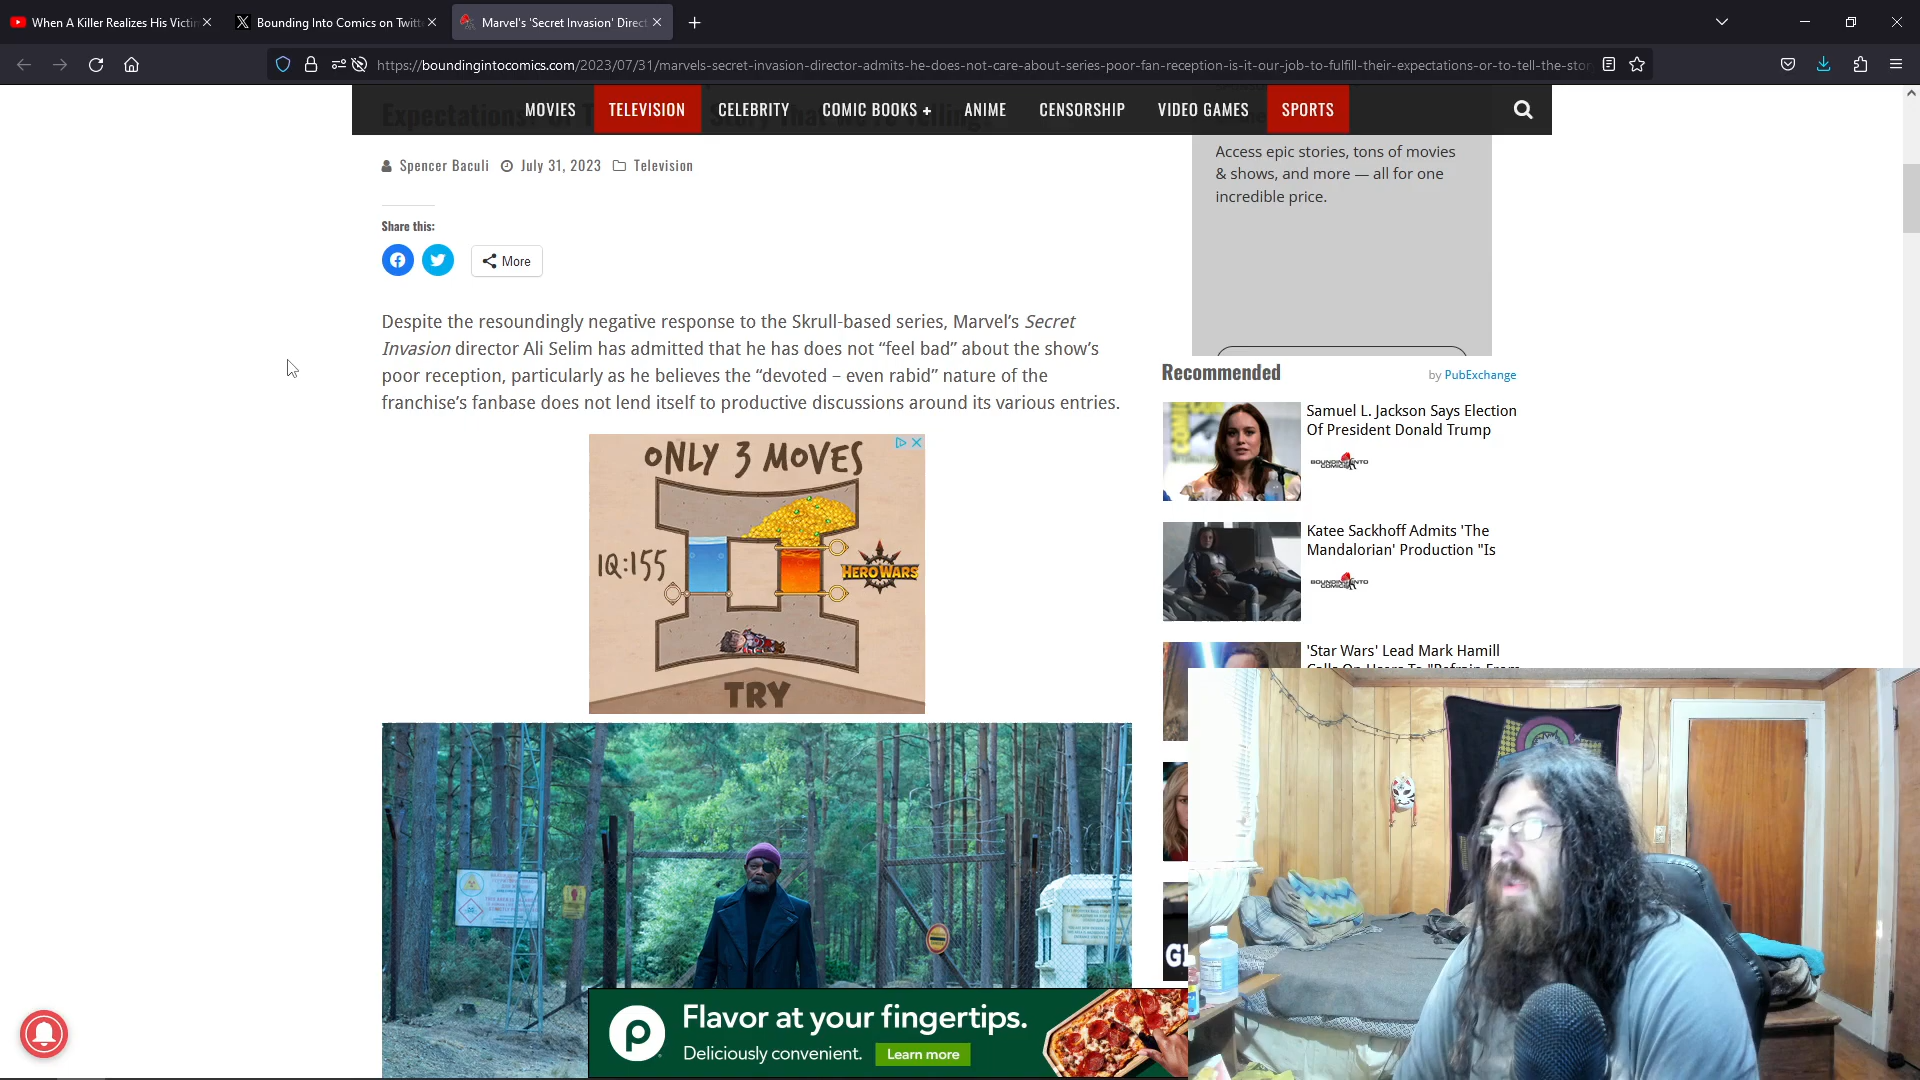 When A Killer Realizes His Victi
Bounding Into Comics on Twitt
Marvel's 'Secret Invasion' Direct
https://boundingintocomics.com/2023/07/31/marvels-secret-invasion-director-admits-he-does-not-care-about-series-poor-fan-reception-is-it-our-job-to-fulfill-their-expectations-or-to-tell-the-stor
MOVIES TELEVISION CELEBRITY COMIC BOOKS + ANIME CENSORSHIP VIDEO GAMES SPORTS
Spencer Baculi July 31, 2023 Television
Share this:
More
Despite the resoundingly negative response to the Skrull-based series, Marvel's Secret
Invasion director Ali Selim has admitted that he has does not “feel bad” about the show's
poor reception, particularly as he believes the “devoted – even rabid” nature of the
franchise's fanbase does not lend itself to productive discussions around its various entries.
ONLY 3 MOVES
IQ:155
HEROWARS
TRY
Access epic stories, tons of movies
& shows, and more — all for one
incredible price.
Recommended
by PubExchange
Samuel L. Jackson Says Election
Of President Donald Trump
BOUNDING INTO
COMICS
Katee Sackhoff Admits 'The
Mandalorian' Production "Is
BOUNDING INTO
COMICS
'Star Wars' Lead Mark Hamill
P
Flavor at your fingertips.
Deliciously convenient.
Learn more